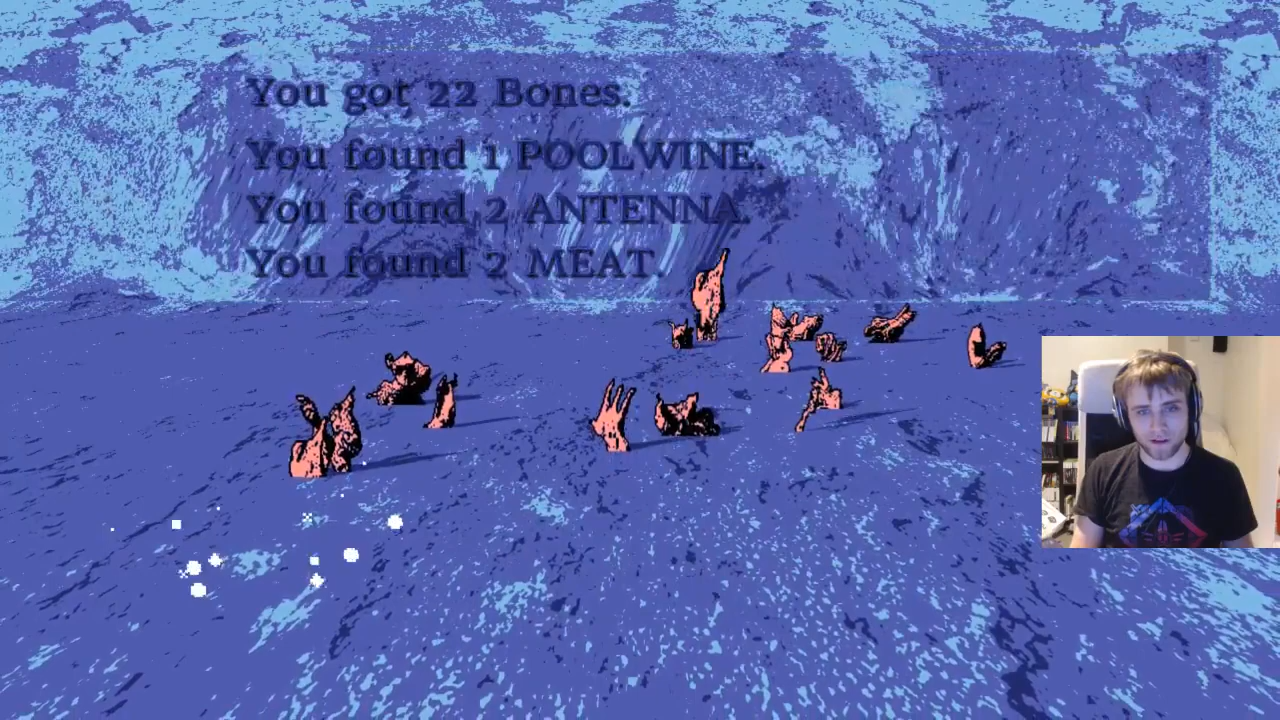 You got 22 Bones.
You found 1 POOLWINE.
You found 2 ANTENNA.
You found 2 MEAT.